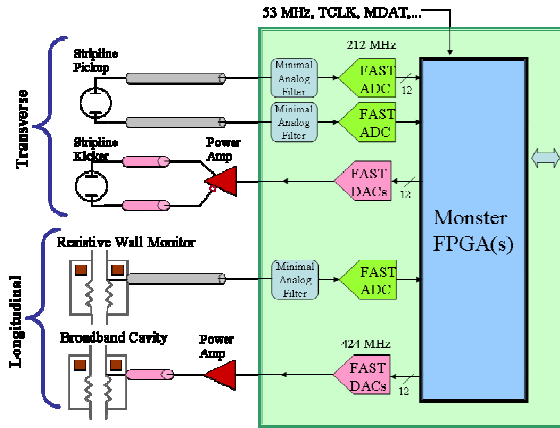 53 MHz, TCLK, MDAT,...
Transverse
Stripline
Pickup
Minimal
Analog
Filter
212 MHz
FAST
ADC
12
Minimal
Analog
Filter
FAST
ADC
Stripline
Kicker
Power
Amp
FAST
DACs
12
Monster
FPGA(s)
Longitudinal
Resistive Wall Monitor
Minimal
Analog
Filter
FAST
ADC
Broadband Cavity
Power
Amp
424 MHz
FAST
DACs
12